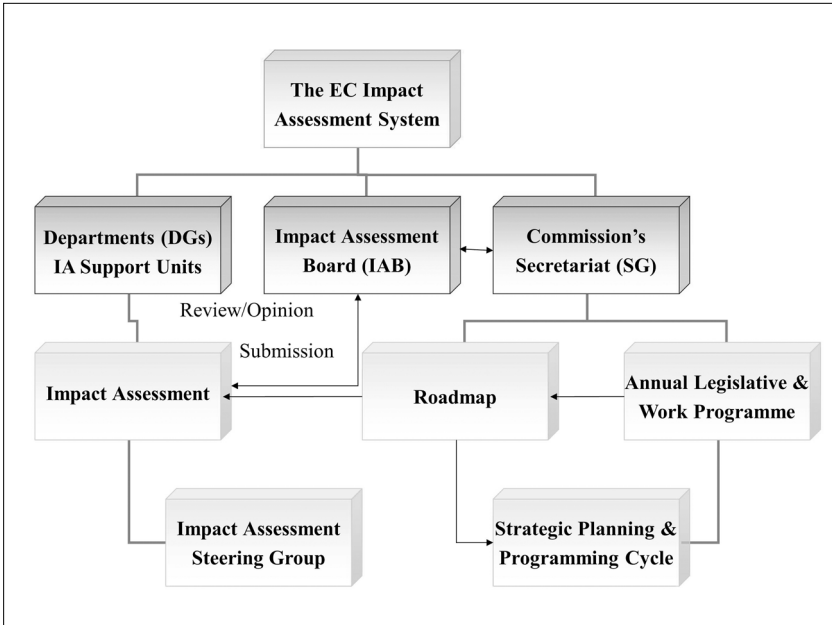 The EC Impact
Assessment System
Departments (DGs)
IA Support Units
Impact Assessment
Board (IAB)
Commission's
Secretariat (SG)
Review/Opinion
Submission
Impact Assessment
Roadmap
Annual Legislative &
Work Programme
Impact Assessment
Steering Group
Strategic Planning &
Programming Cycle